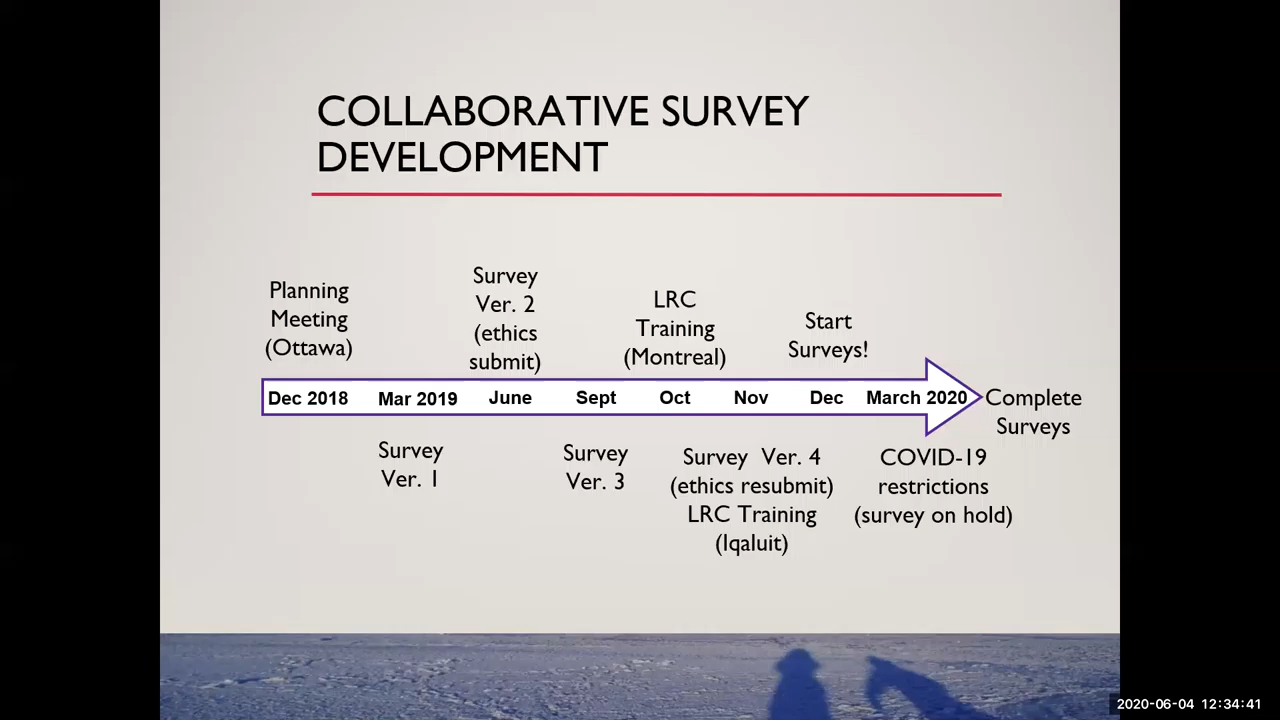 COLLABORATIVE SURVEY
DEVELOPMENT
Planning
Meeting
(Ottawa)
Survey
Ver. 2
(ethics
submit)
LRC
Training
(Montreal)
Start
Surveys!
Dec 2018
Mar 2019
June
Sept
Oct
Nov
Dec
March 2020
Complete
Surveys
Survey
Ver. 1
Survey
Ver. 3
Survey Ver. 4
(ethics resubmit)
LRC Training
(Iqaluit)
COVID-19
restrictions
(survey on hold)
2020-06-04 12:34:41